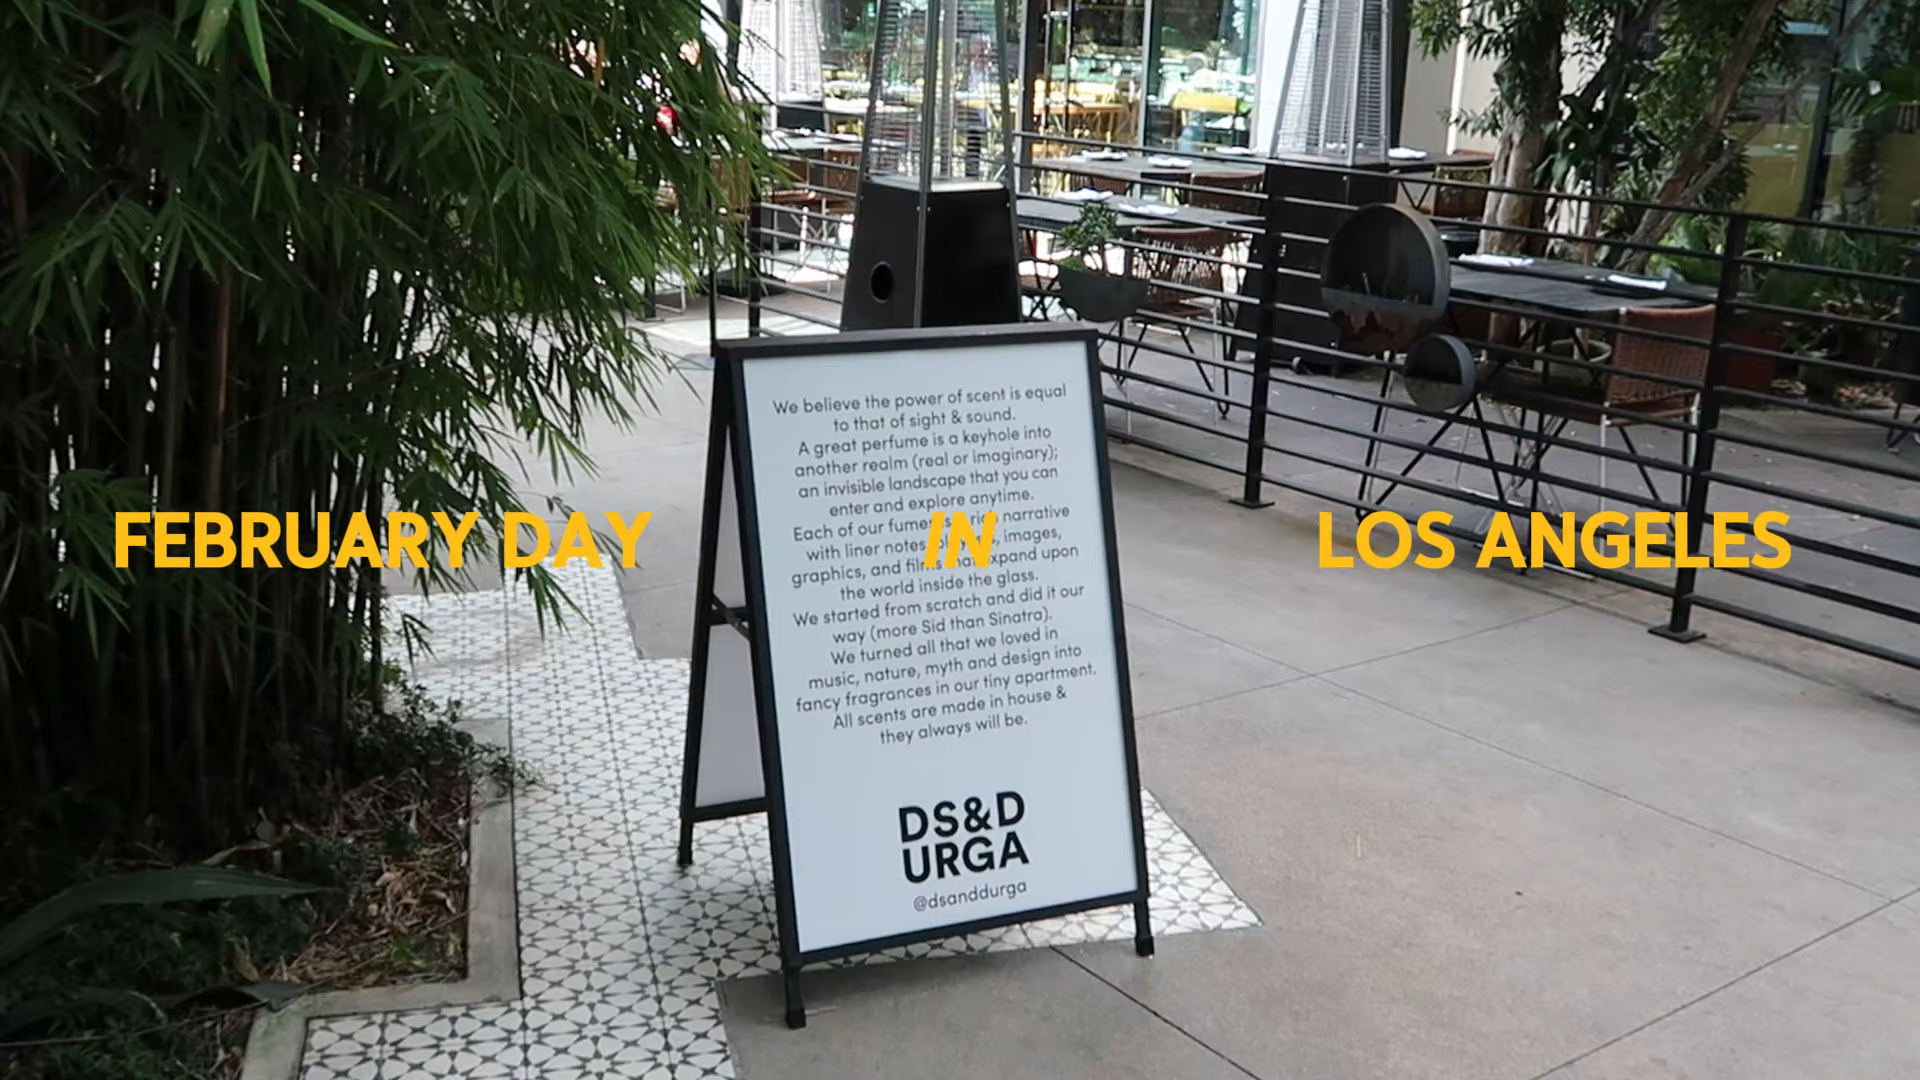 We believe the power of scent is equal
to that of sight & sound.
A great perfume is a keyhole into
another realm (real or imaginary);
an invisible landscape that you can
enter and explore anytime.
Each of our fumes narrative
with liner notes, images,
graphics, and films that expand upon
the world inside the glass.
We started from scratch and did it our
way (more Sid than Sinatra).
We turned all that we loved in
music, nature, myth and design into
fancy fragrances in our tiny apartment.
All scents are made in house &
they always will be.
DS&D
URGA
@dsanddurga
FEBRUARY DAY IN LOS ANGELES